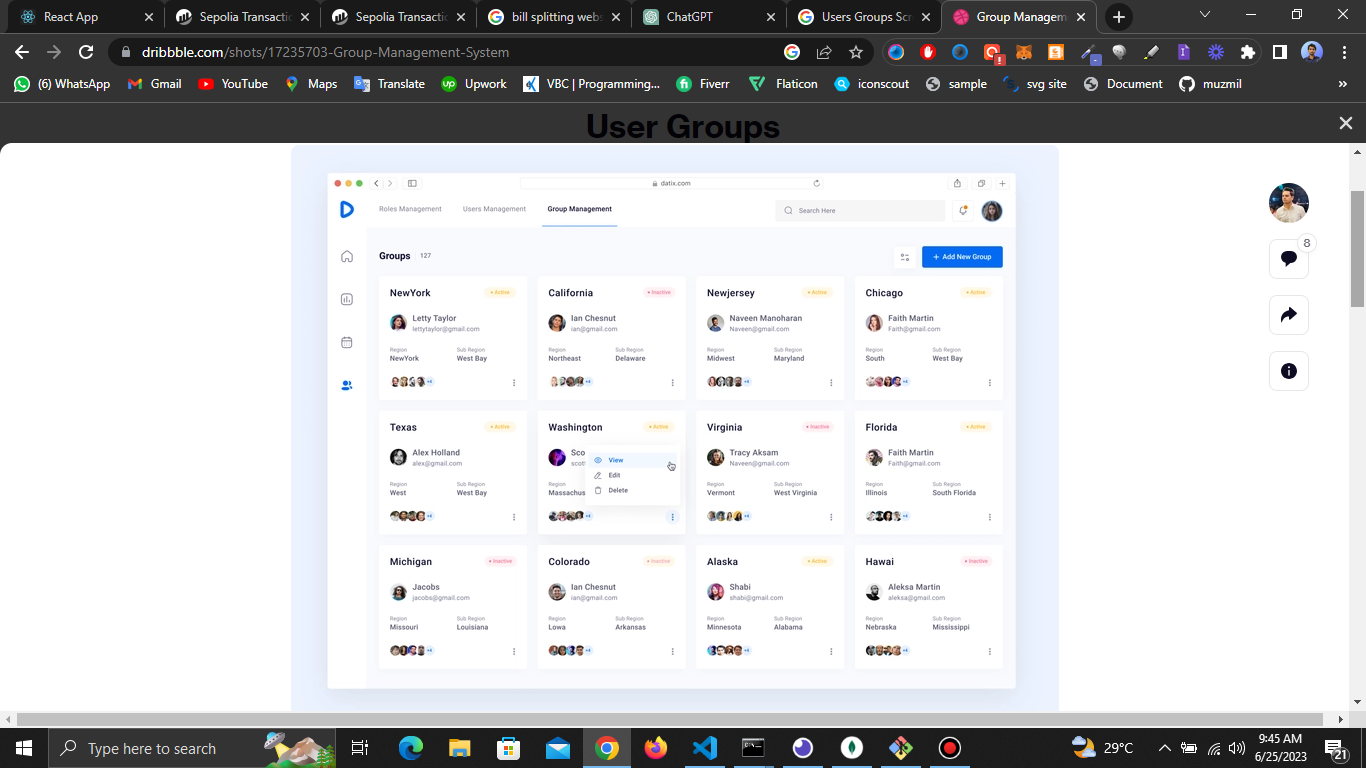 React App
Sepolia Transactic
Sepolia Transactic
bill splitting webs
ChatGPT
Users Groups Scr
Group Managem
dribbble.com/shots/17235703-Group-Management-System
(6) WhatsApp
Gmail
YouTube
Maps
Translate
Upwork
VBC | Programming...
Fiverr
Flaticon
iconscout
sample
svg site
Document
muzmil
User Groups
datix.com
Roles Management
Users Management
Group Management
Search Here
8
Groups 127
+ Add New Group
NewYork Active
Letty Taylor
lettytaylor@gmail.com
Region Sub Region
NewYork West Bay
+4
California Inactive
Ian Chesnut
ian@gmail.com
Region Sub Region
Northeast Delaware
+4
Newjersey Active
Naveen Manoharan
Naveen@gmail.com
Region Sub Region
Midwest Maryland
+4
Chicago Active
Faith Martin
Faith@gmail.com
Region Sub Region
South West Bay
+4
Texas Active
Alex Holland
alex@gmail.com
Region Sub Region
West West Bay
+4
Washington Active
Sco
scot
View
Edit
Delete
Region
Massachus
+4
Virginia Inactive
Tracy Aksam
Naveen@gmail.com
Region Sub Region
Vermont West Virginia
+4
Florida Active
Faith Martin
Faith@gmail.com
Region Sub Region
Illinois South Florida
+4
Michigan Inactive
Jacobs
jacobs@gmail.com
Region Sub Region
Missouri Louisiana
+4
Colorado Inactive
Ian Chesnut
ian@gmail.com
Region Sub Region
Lowa Arkansas
+4
Alaska Active
Shabi
shabi@gmail.com
Region Sub Region
Minnesota Alabama
+4
Hawai Inactive
Aleksa Martin
aleksa@gmail.com
Region Sub Region
Nebraska Mississippi
+4
Type here to search
29°C
9:45 AM
6/25/2023
21